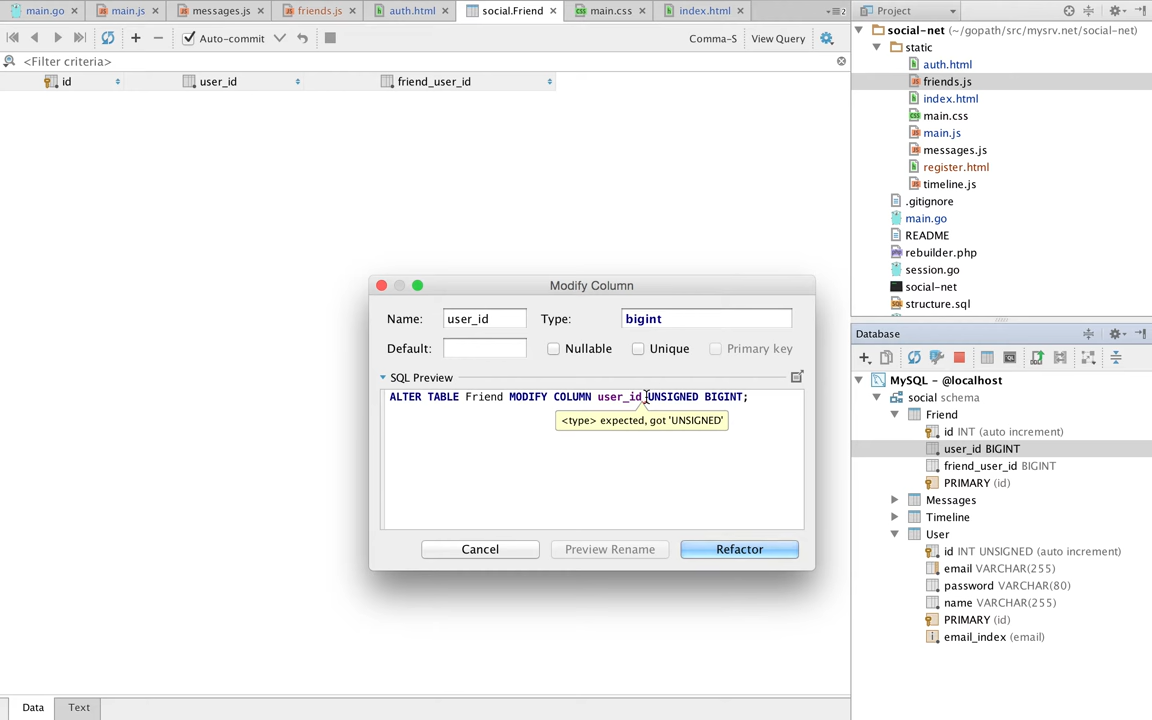 main.go main.js messages.js friends.js auth.html social.Friend main.css index.html
Auto-commit Comma-S View Query
<Filter criteria>
id user_id friend_user_id
Modify Column
Name: user_id Type: bigint
Default: Nullable Unique Primary key
SQL Preview
ALTER TABLE Friend MODIFY COLUMN user_id UNSIGNED BIGINT;
<type> expected, got 'UNSIGNED'
Cancel Preview Rename Refactor
Data Text
Project
social-net (~/gopath/src/mysrv.net/social-net)
static
auth.html
friends.js
index.html
main.css
main.js
messages.js
register.html
timeline.js
.gitignore
main.go
README
rebuilder.php
session.go
social-net
structure.sql
Database
MySQL - @localhost
social schema
Friend
id INT (auto increment)
user_id BIGINT
friend_user_id BIGINT
PRIMARY (id)
Messages
Timeline
User
id INT UNSIGNED (auto increment)
email VARCHAR(255)
password VARCHAR(80)
name VARCHAR(255)
PRIMARY (id)
email_index (email)